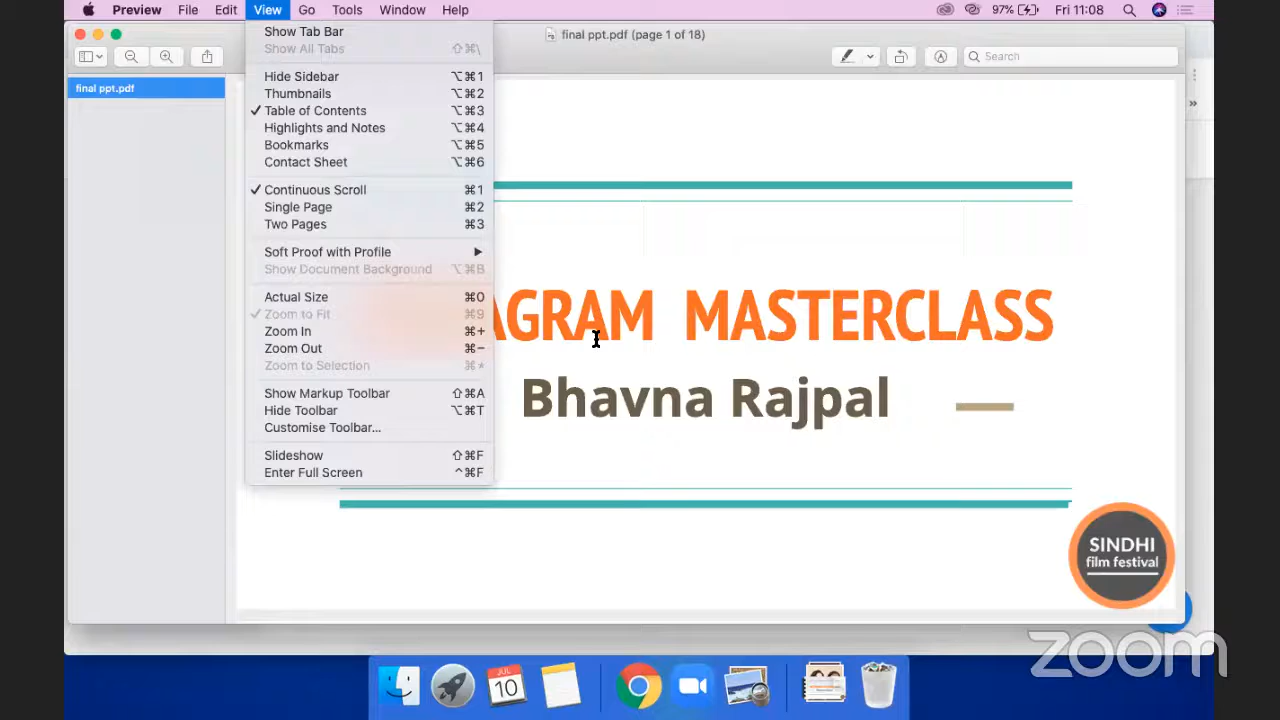 Preview File Edit View Go Tools Window Help 97% Fri 11:08
final ppt.pdf (page 1 of 18)
Search
final ppt.pdf
Show Tab Bar
Show All Tabs ⇧⌘\
Hide Sidebar ⌥⌘1
Thumbnails ⌥⌘2
✓ Table of Contents ⌥⌘3
Highlights and Notes ⌥⌘4
Bookmarks ⌥⌘5
Contact Sheet ⌥⌘6
✓ Continuous Scroll ⌘1
Single Page ⌘2
Two Pages ⌘3
Soft Proof with Profile ▶
Show Document Background ⌥⌘B
Actual Size ⌘0
✓ Zoom to Fit ⌘9
Zoom In ⌘+
Zoom Out ⌘−
Zoom to Selection ⌘*
Show Markup Toolbar ⇧⌘A
Hide Toolbar ⌥⌘T
Customise Toolbar...
Slideshow ⇧⌘F
Enter Full Screen ^⌘F
AGRAM MASTERCLASS
Bhavna Rajpal
SINDHI
film festival
zoom
JUL
10